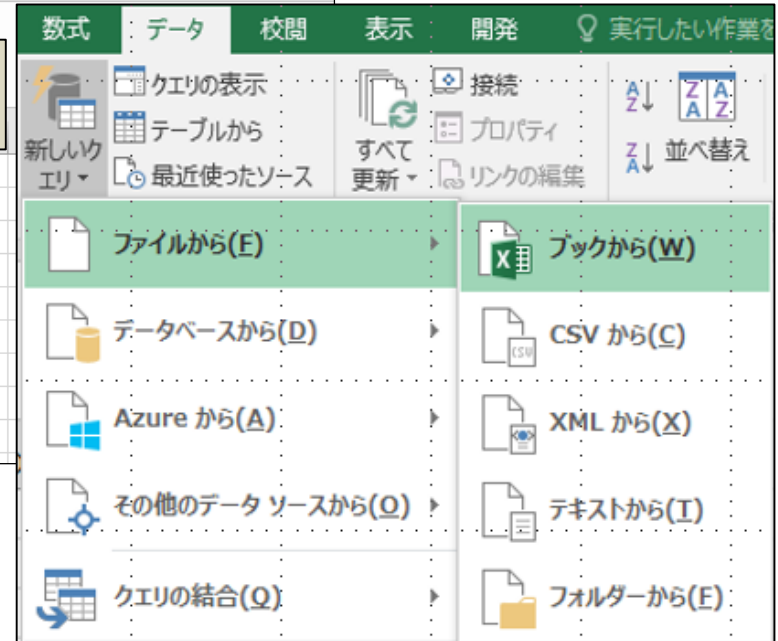 数式 データ 校閲 表示 開発 実行したい作業を
新しいクエリ
クエリの表示
テーブルから
最近使ったソース
すべて更新
接続
プロパティ
リンクの編集
並べ替え
ファイルから(F)
データベースから(D)
Azure から(A)
その他のデータ ソースから(O)
クエリの結合(Q)
ブックから(W)
CSV から(C)
XML から(X)
テキストから(T)
フォルダーから(F)